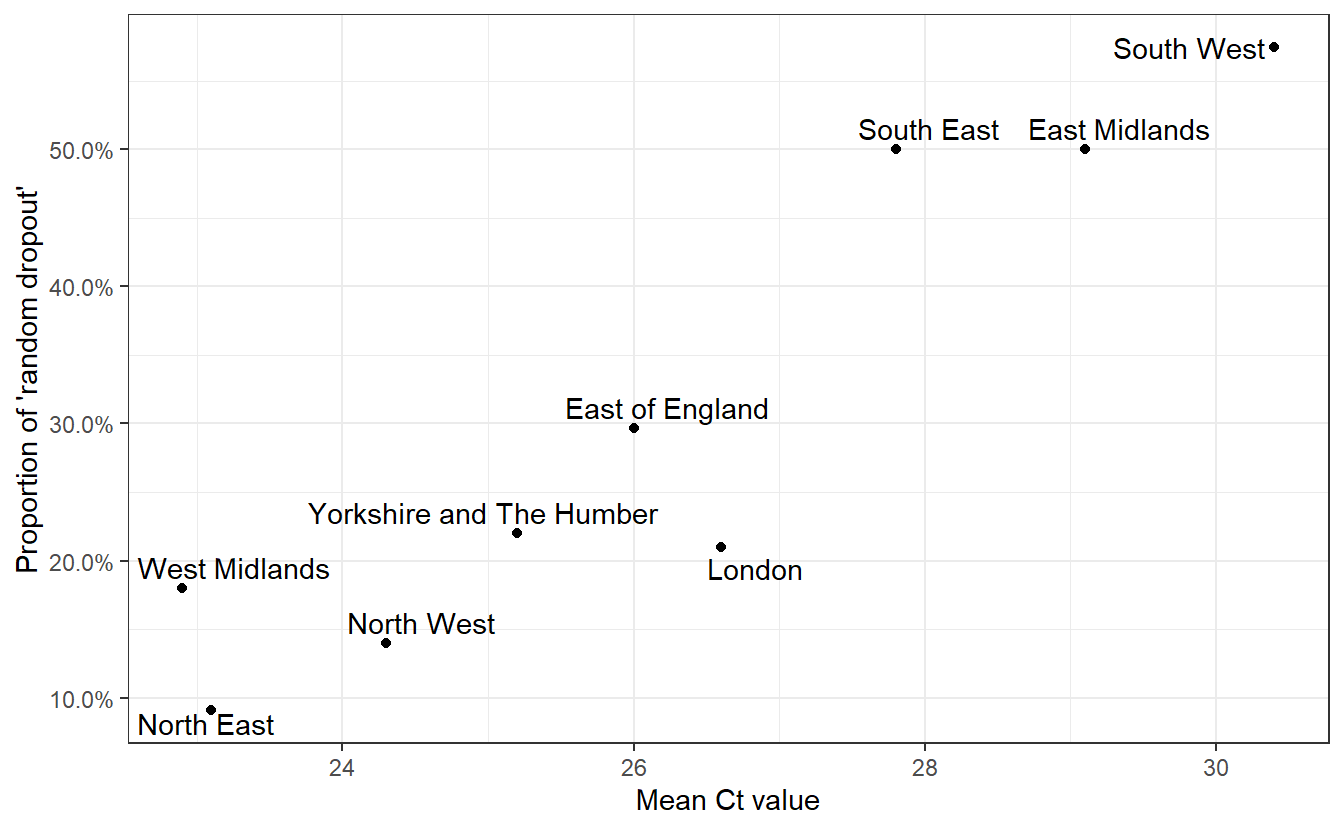 South West
South East
East Midlands
50.0%
40.0%
East of England
30.0%
Yorkshire and The Humber
West Midlands
20.0%
London
North West
10.0%
North East
Proportion of 'random dropout'
24
26
28
30
Mean Ct value